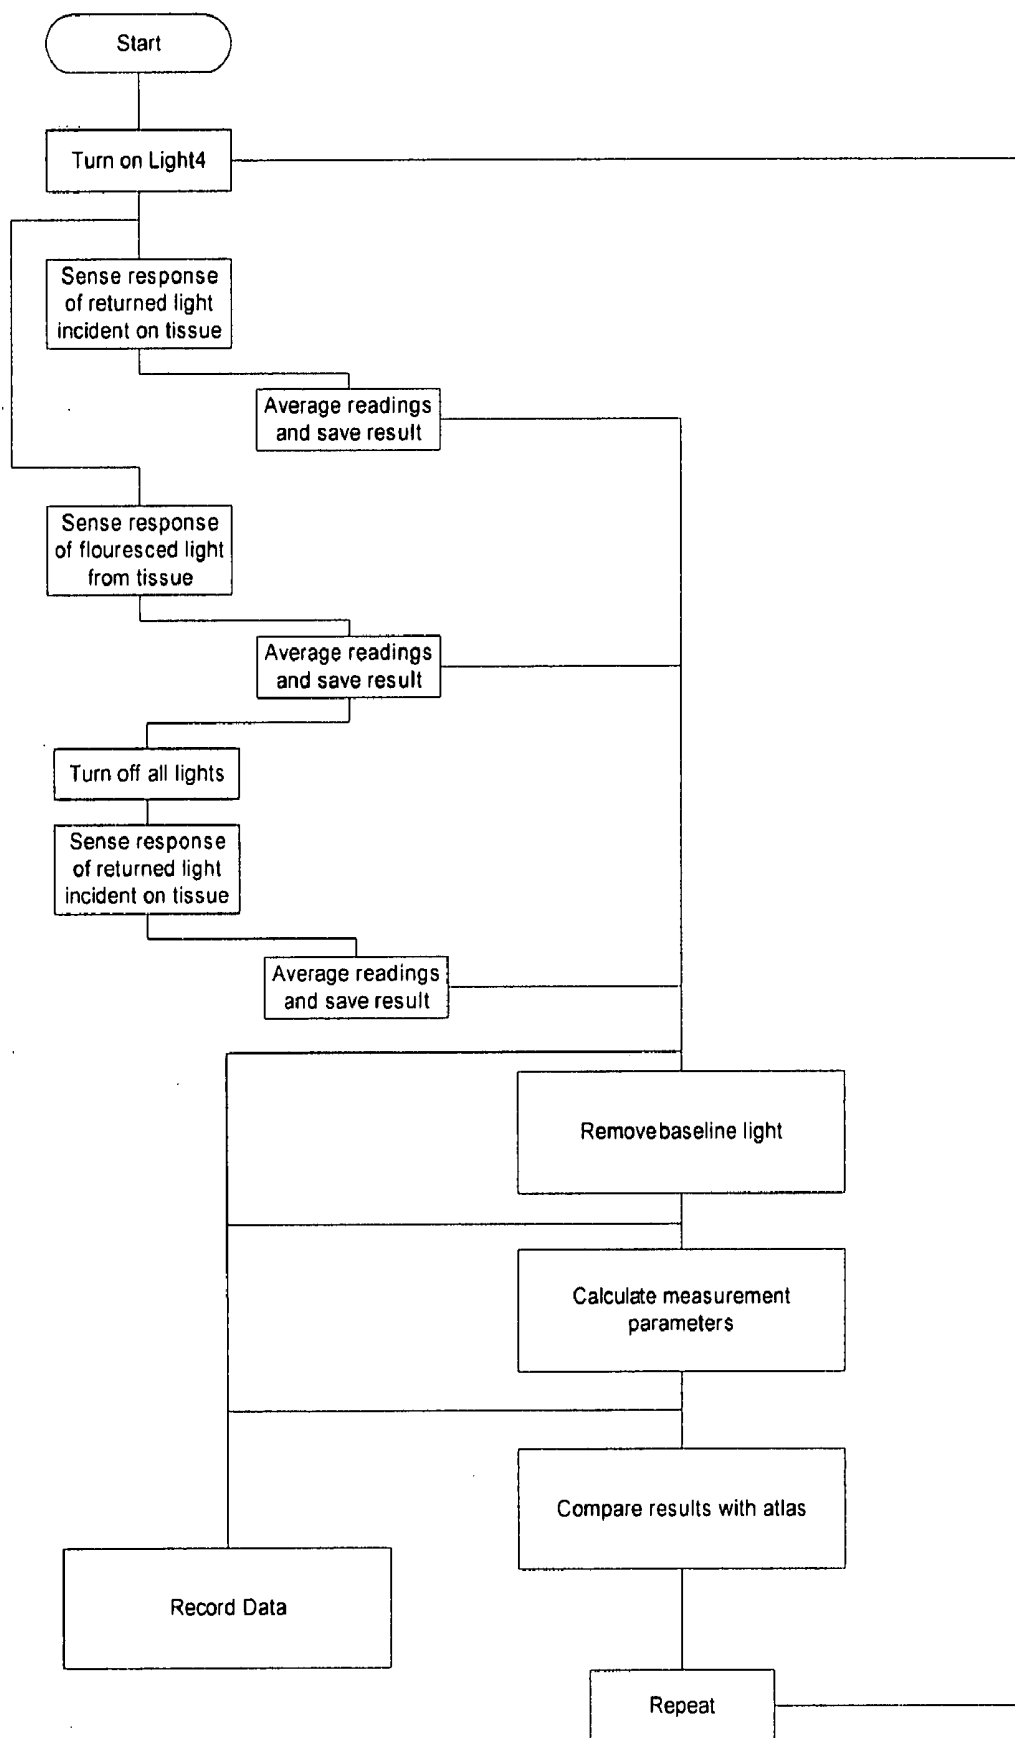 Start
Turn on Light4
Sense response
of returned light
incident on tissue
Average readings
and save result
Sense response
of flouresced light
from tissue
Average readings
and save result
Turn off all lights
Sense response
of returned light
incident on tissue
Average readings
and save result
Removebaseline light
Calculate measurement
parameters
Compare results with atlas
Record Data
Repeat